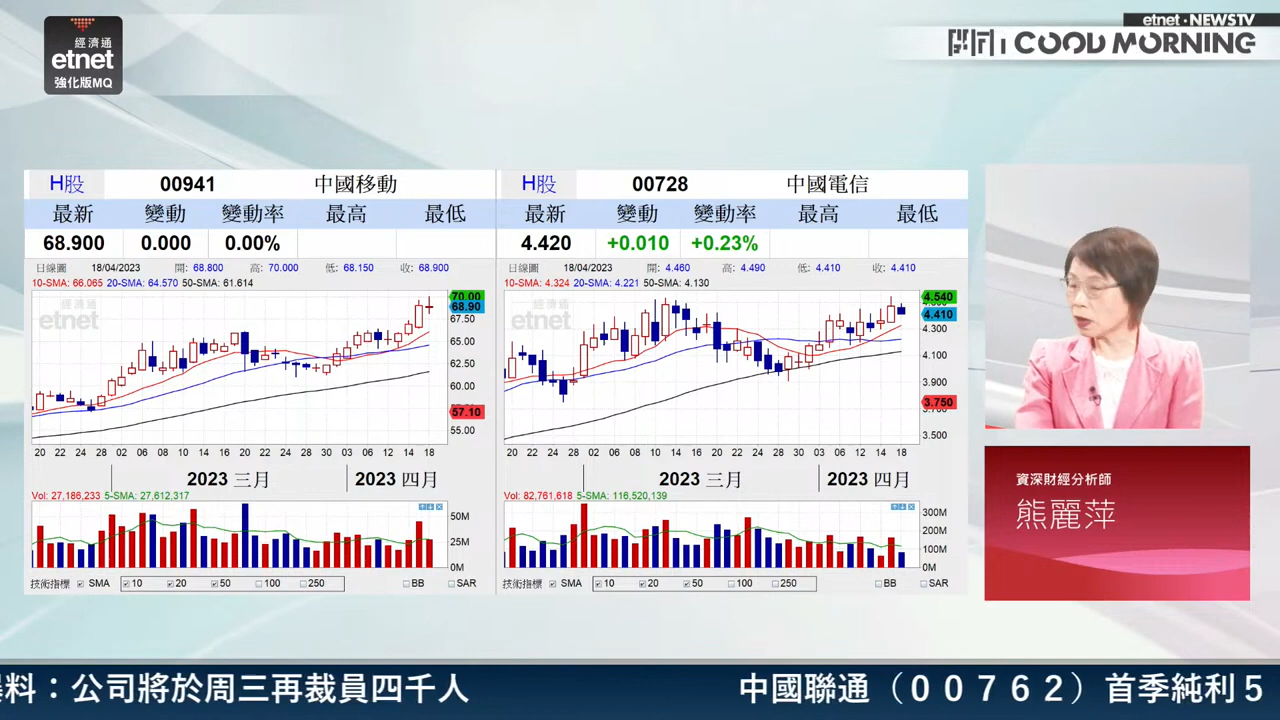 經濟通
etnet
強化版MQ
etnet · NEWSTV
開市 GOOD MORNING
H股 00941 中國移動
最新 變動 變動率 最高 最低
68.900 0.000 0.00%
日線圖 18/04/2023 開: 68.800 高: 70.000 低: 68.150 收: 68.900
10-SMA: 66.065 20-SMA: 64.570 50-SMA: 61.614
經濟通
etnet
70.00
68.90
67.50
65.00
62.50
60.00
57.10
55.00
20 22 24 28 02 06 08 10 14 16 20 22 24 28 30 03 06 12 14 18
2023 三月 2023 四月
Vol: 27,186,233 5-SMA: 27,612,317
50M
25M
0M
技術指標 SMA 10 20 50 100 250 BB SAR
H股 00728 中國電信
最新 變動 變動率 最高 最低
4.420 +0.010 +0.23%
日線圖 18/04/2023 開: 4.460 高: 4.490 低: 4.410 收: 4.410
10-SMA: 4.324 20-SMA: 4.221 50-SMA: 4.130
經濟通
etnet
4.540
4.410
4.300
4.100
3.900
3.750
3.500
20 22 24 28 02 06 08 10 14 16 20 22 24 28 30 03 06 12 14 18
2023 三月 2023 四月
Vol: 82,761,618 5-SMA: 116,520,139
300M
200M
100M
0M
技術指標 SMA 10 20 50 100 250 BB SAR
資深財經分析師
熊麗萍
料：公司將於周三再裁員四千人 中國聯通（００７６２）首季純利５